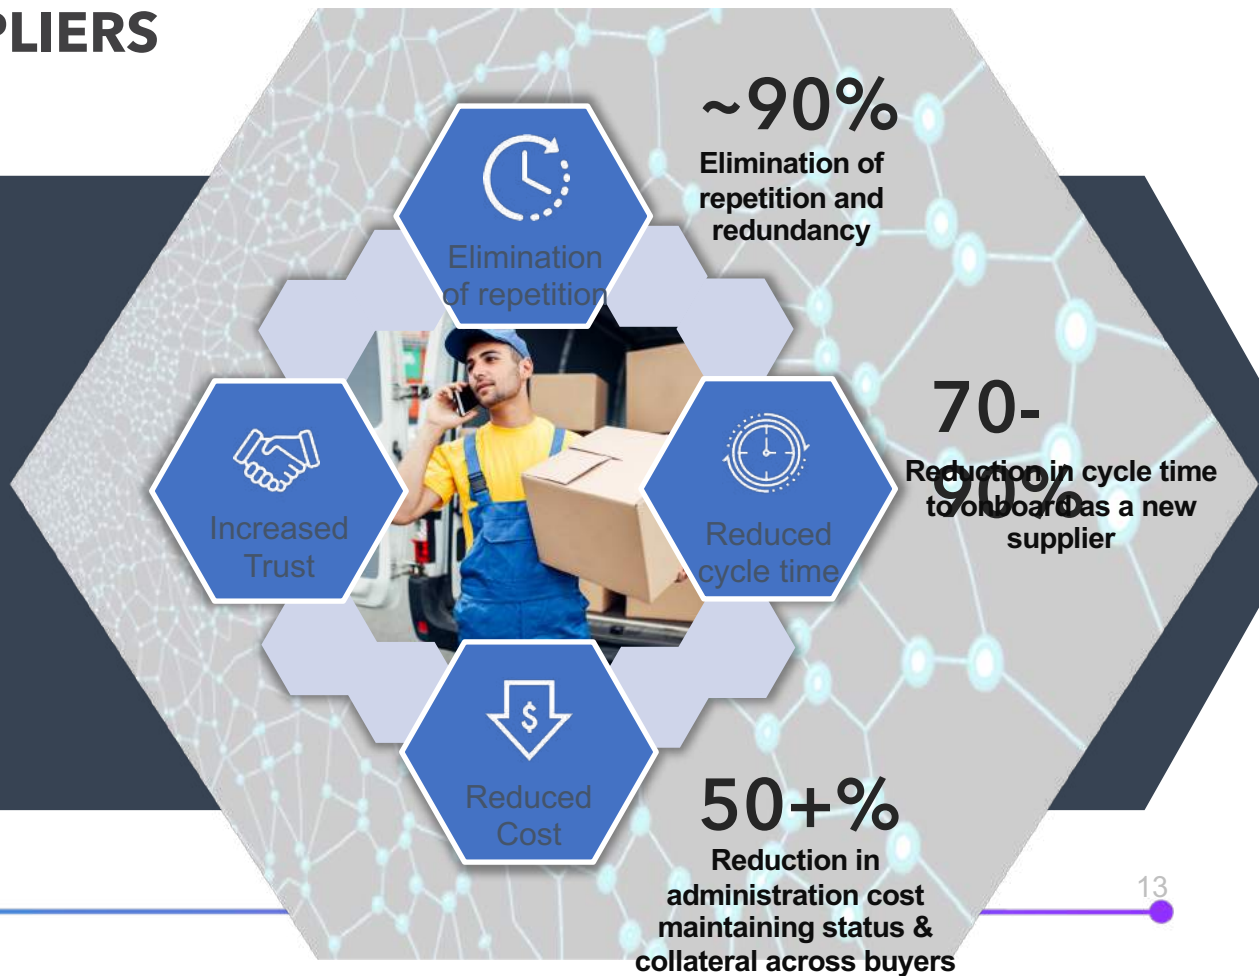 PLIERS
~90%
Elimination of
repetition and
redundancy
Elimination
of repetition
70-
90%
Reduction in cycle time
to onboard as a new
supplier
Increased
Trust
Reduced
cycle time
Reduced
Cost
50+%
Reduction in
administration cost
maintaining status &
collateral across buyers
$
13